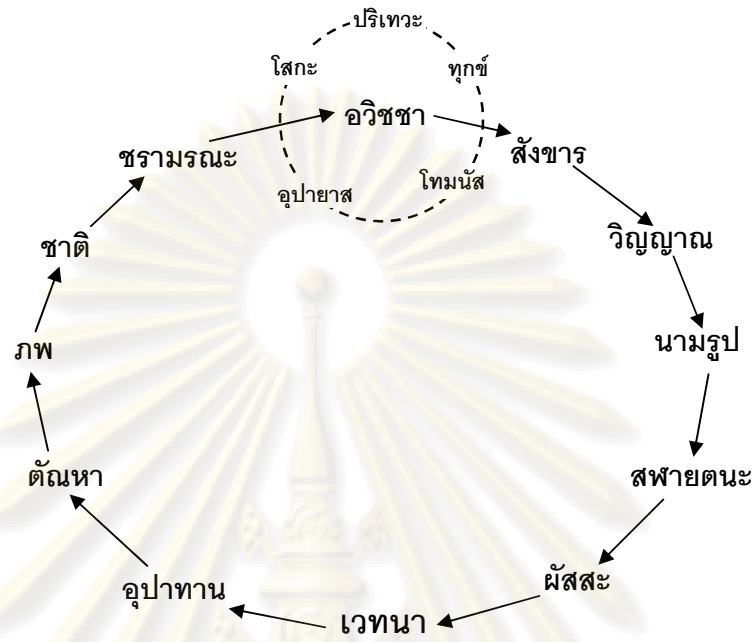 ปริเทวะ
โสกะ
ทุกข์
อวิชชา
สังขาร
ชรามรณะ
อุปายาส
โทมนัส
ชาติ
วิญญาณ
ภพ
นามรูป
ตัณหา
สฬายตนะ
อุปาทาน
ผัสสะ
เวทนา